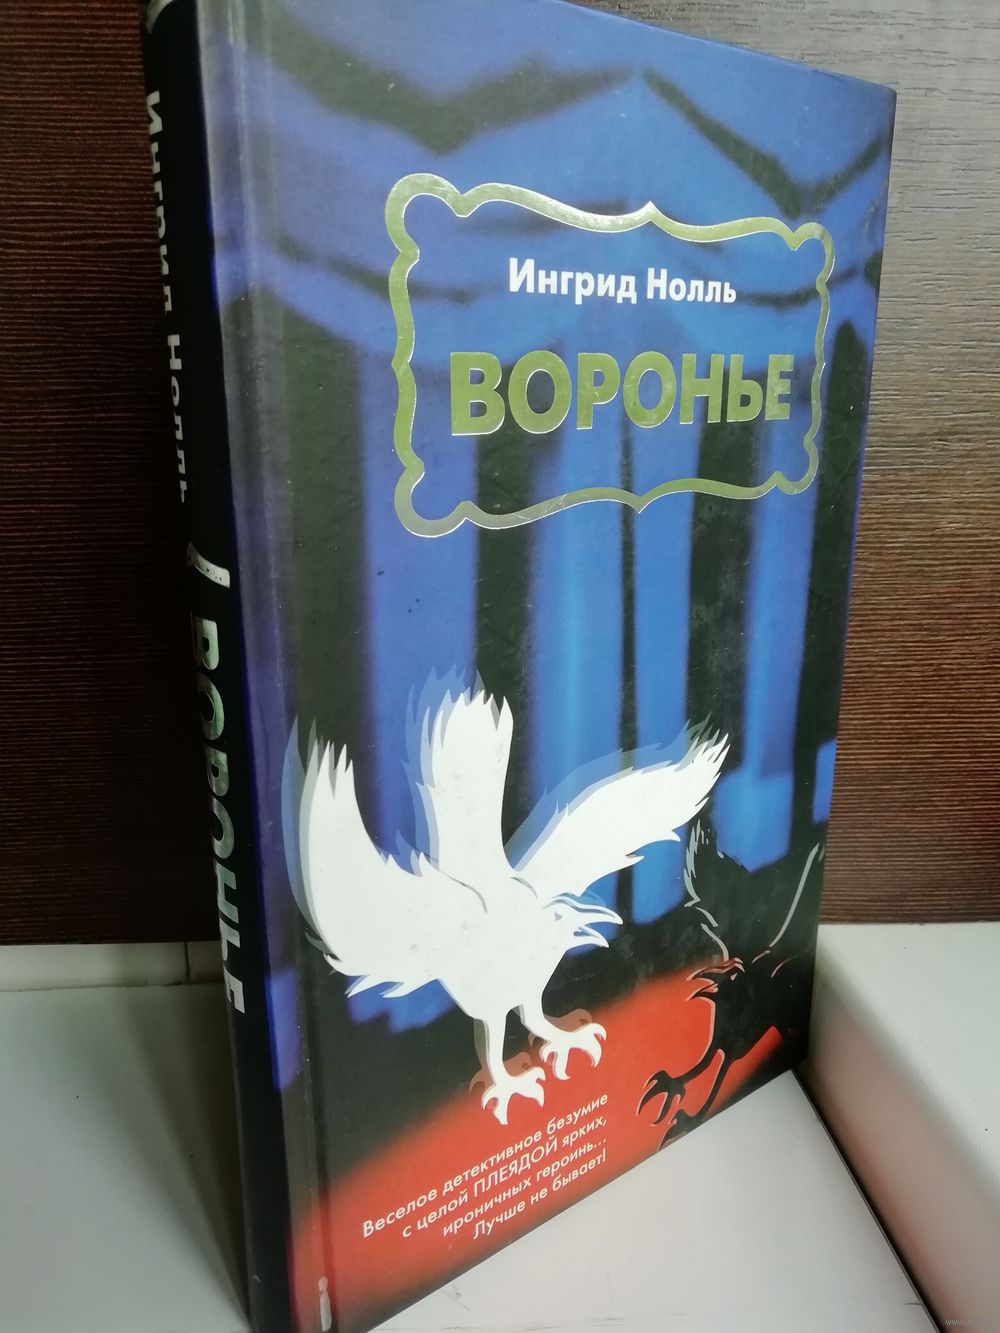 Ингрид Нолль
ВОРОНЬЕ
Веселое детективное безумие
с целой ПЛЕЯДОЙ ярких,
ироничных героинь...
Лучше не бывает!
Ингрид Нолль
ВОРОНЬЕ